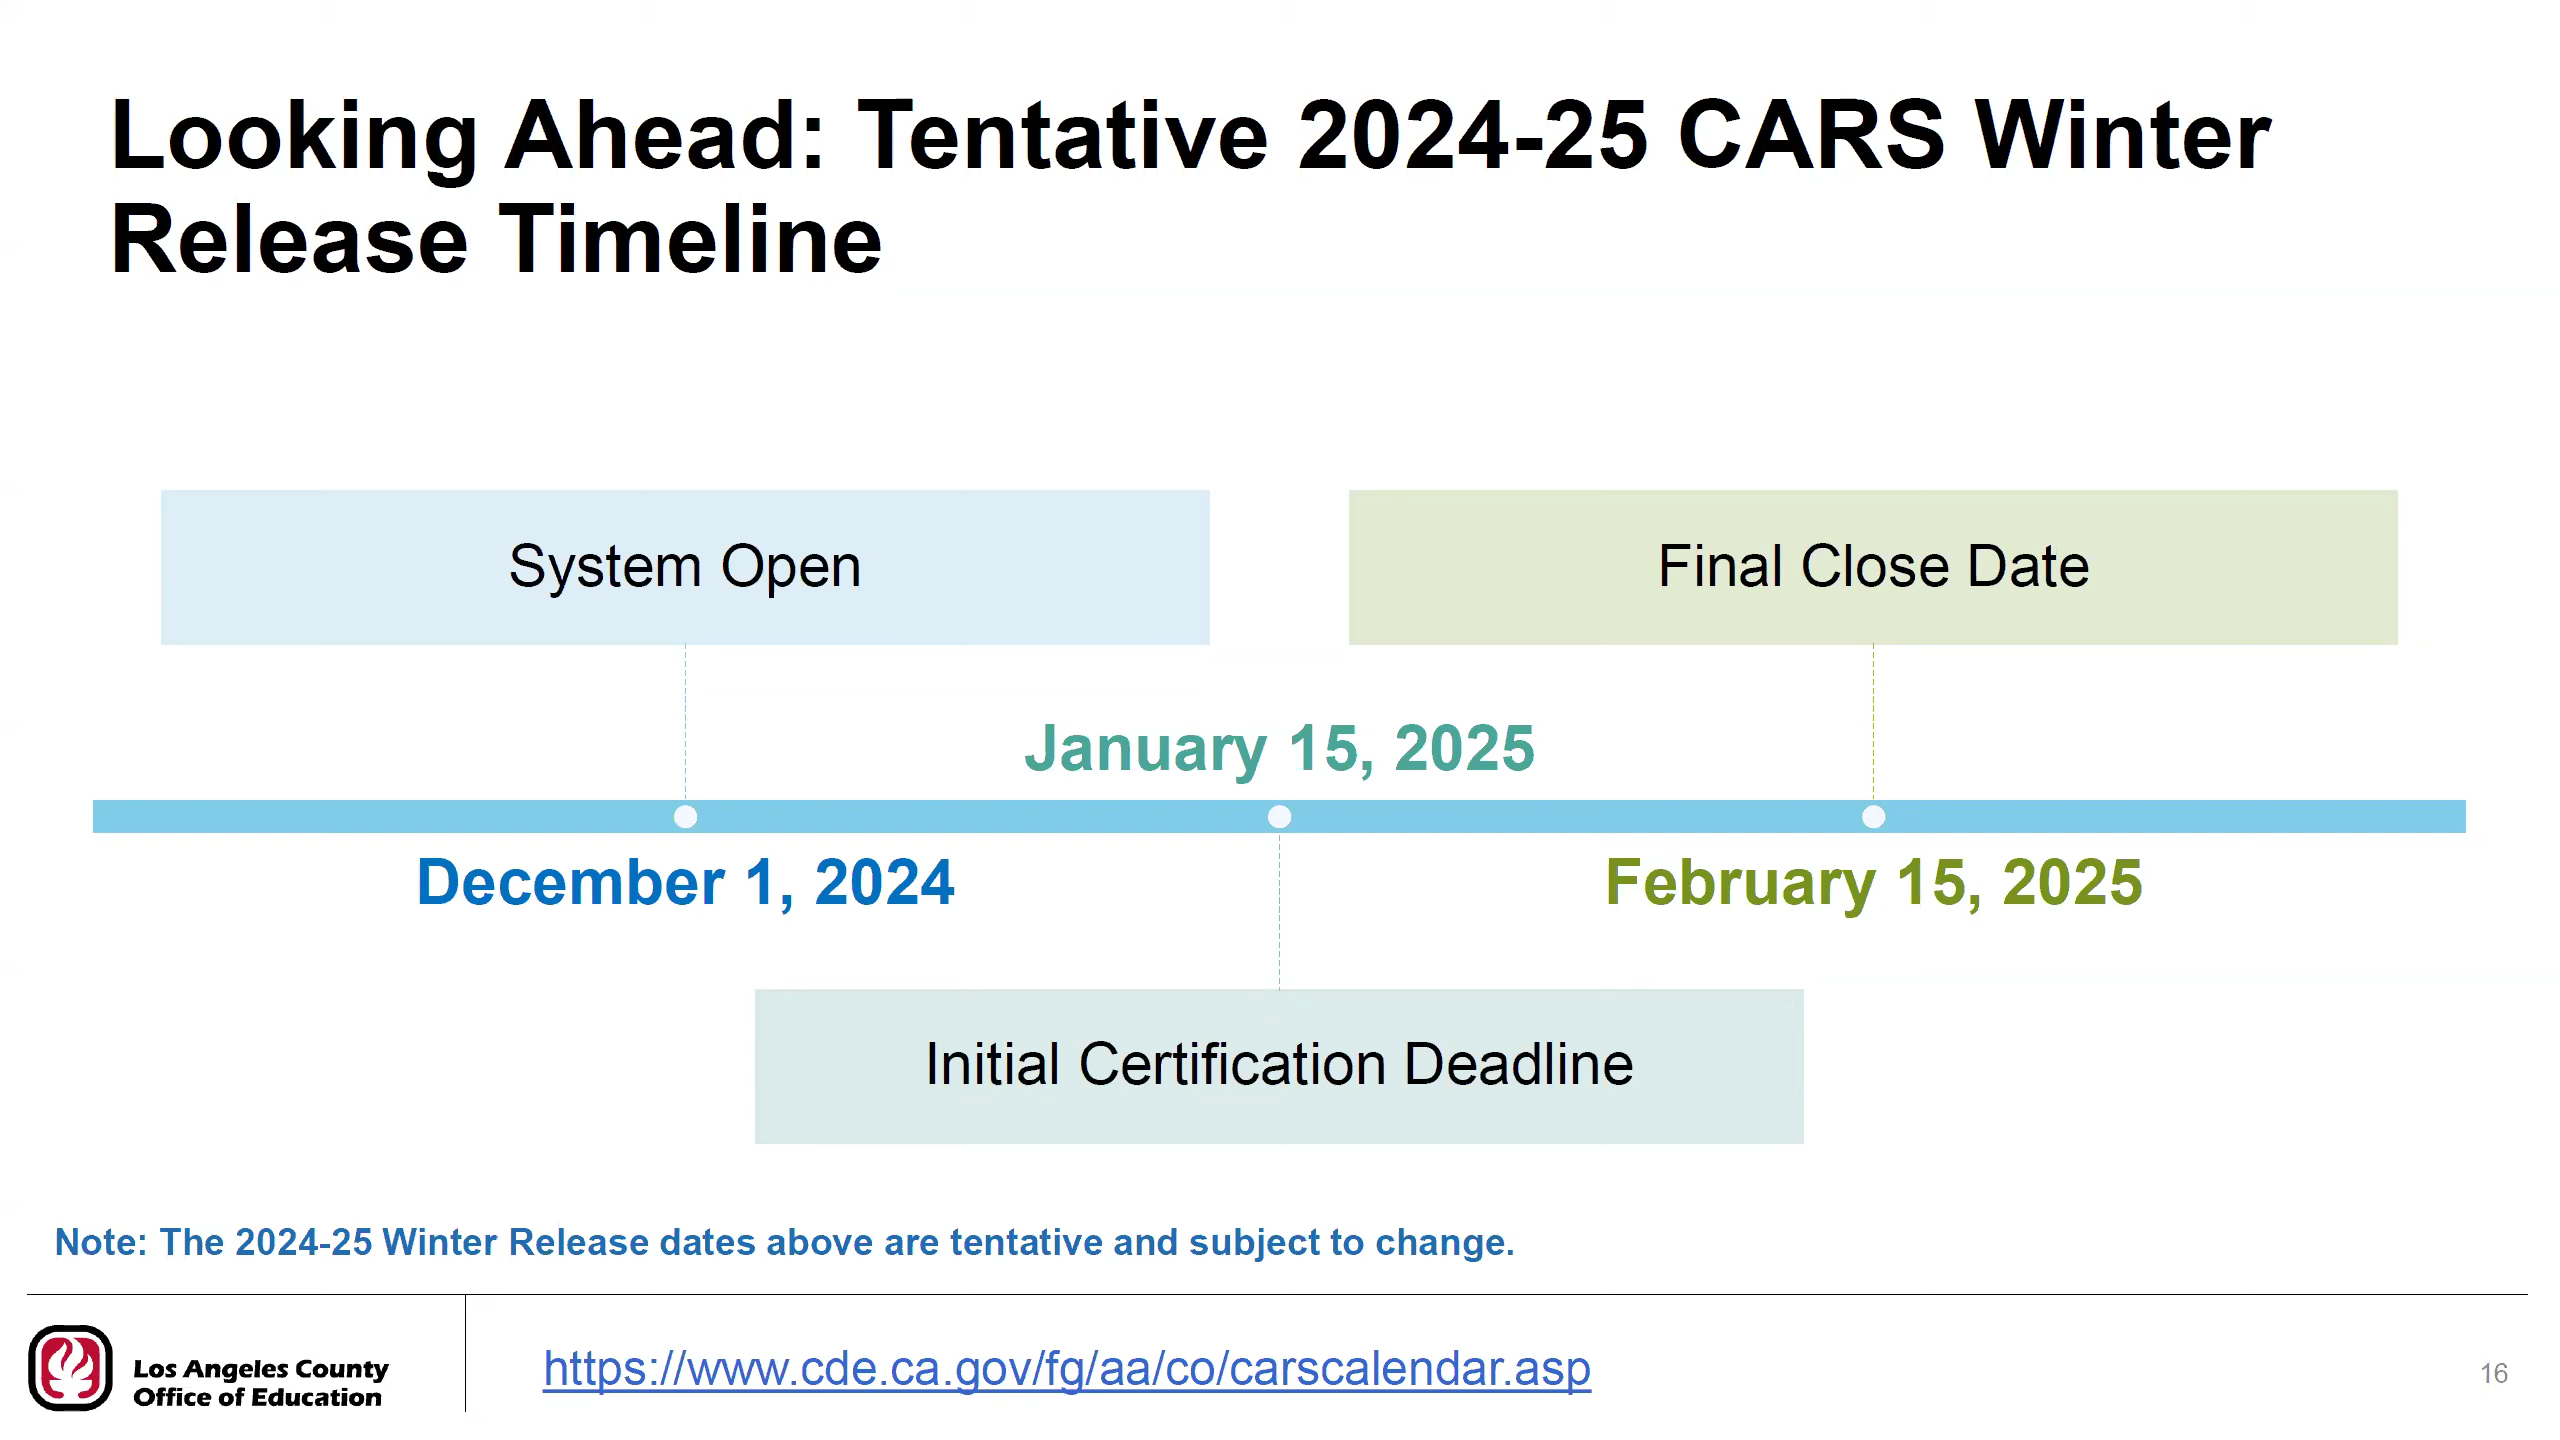 Looking Ahead: Tentative 2024-25 CARS Winter
Release Timeline
System Open
Final Close Date
January 15, 2025
December 1, 2024
February 15, 2025
Initial Certification Deadline
Note: The 2024-25 Winter Release dates above are tentative and subject to change.
Los Angeles County
Office of Education
https://www.cde.ca.gov/fg/aa/co/carscalendar.asp
16